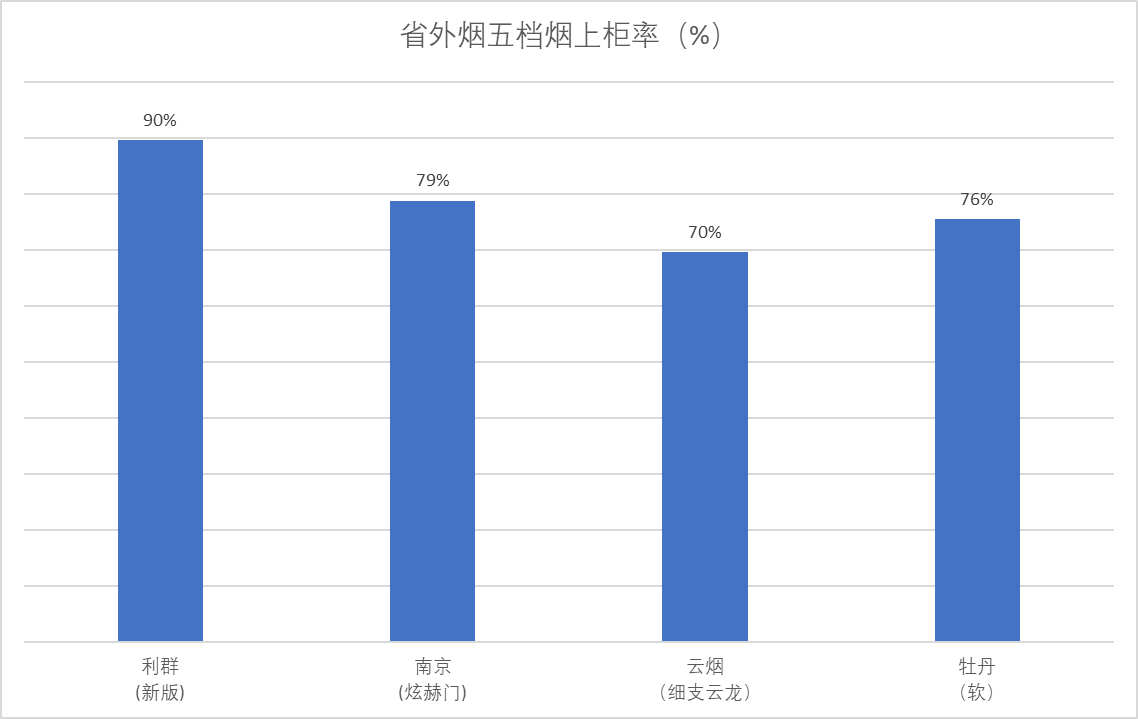 省外烟五档烟上柜率（%）
90%
79%
70%
76%
利群
(新版)
南京
(炫赫门)
云烟
（细支云龙）
牡丹
（软）